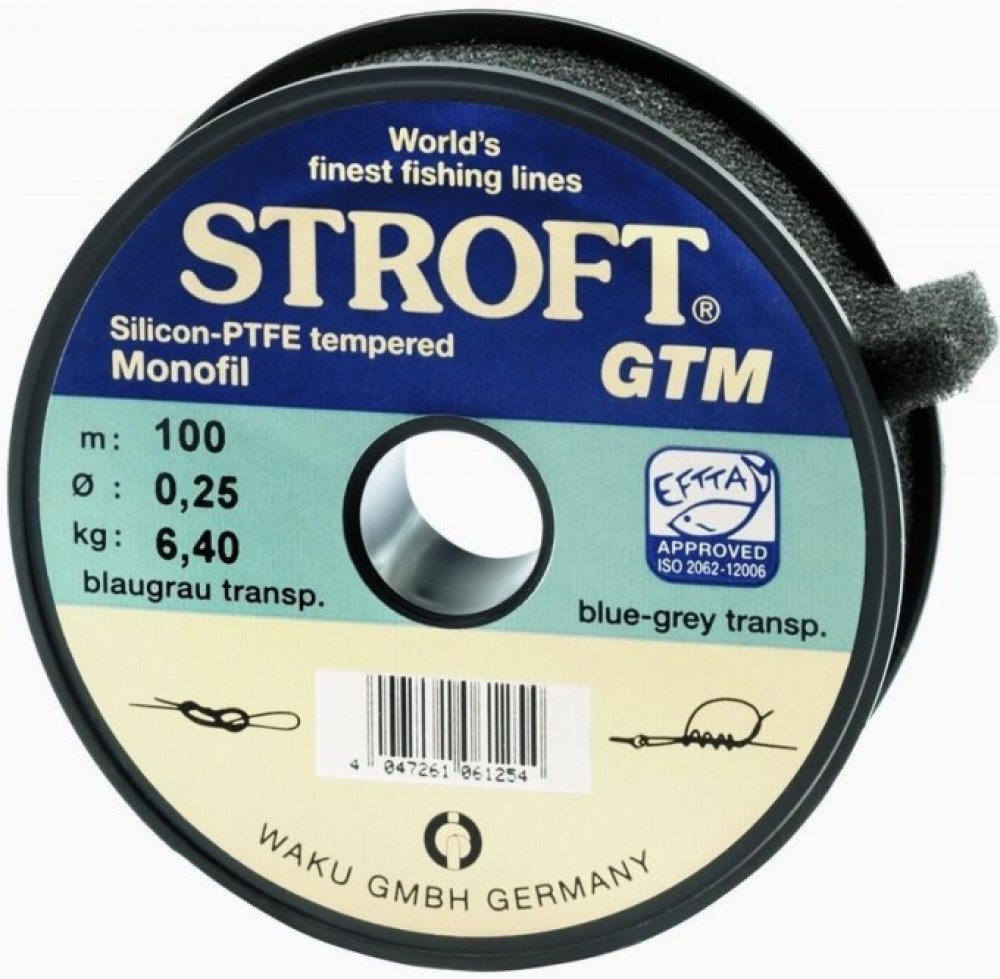 World's
finest fishing lines
STROFT®
Silicon-PTFE tempered
Monofil
GTM
m: 100
Ø : 0,25
kg: 6,40
blaugrau transp.
EFTTA
APPROVED
ISO 2062-12006
blue-grey transp.
4 047261 061254
WAKU GMBH GERMANY